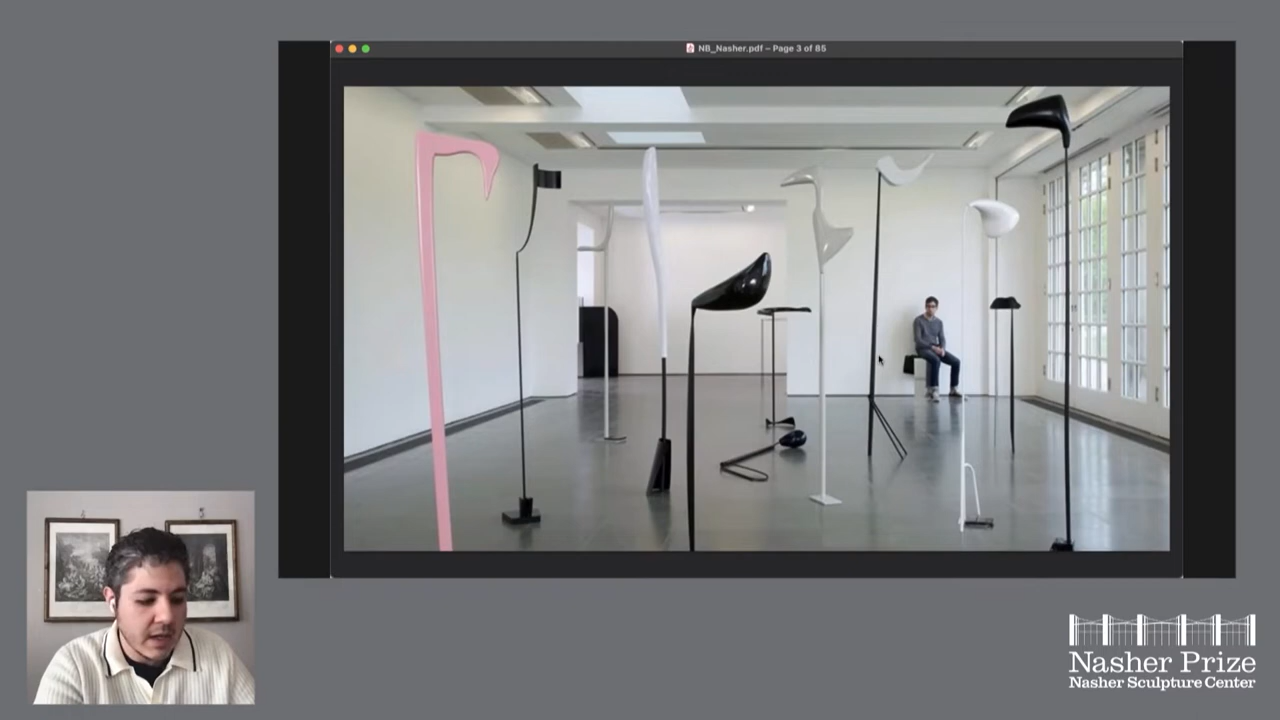 NB_Nasher.pdf – Page 3 of 85
Nasher Prize
Nasher Sculpture Center